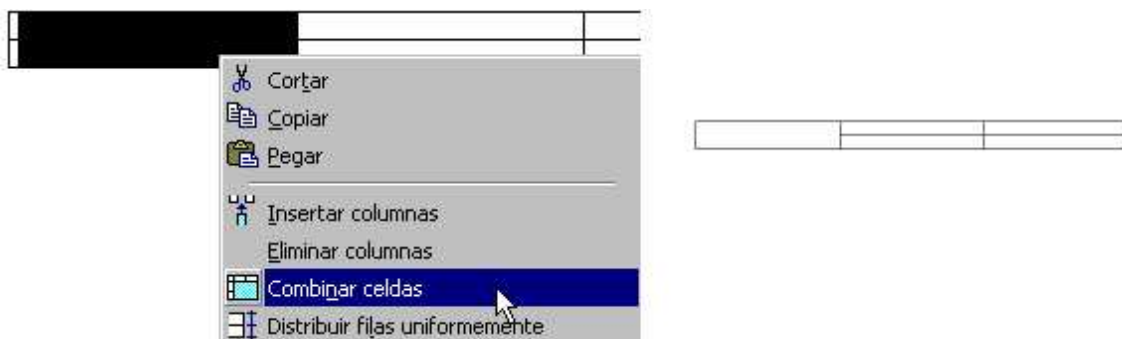 Cortar
Copiar
Pegar
Insertar columnas
Eliminar columnas
Combinar celdas
Distribuir filas uniformemente